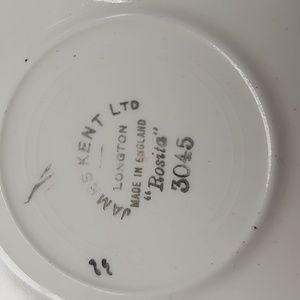 JAMES KENT LTD
LONGTON
MADE IN ENGLAND
"Rosita"
3045